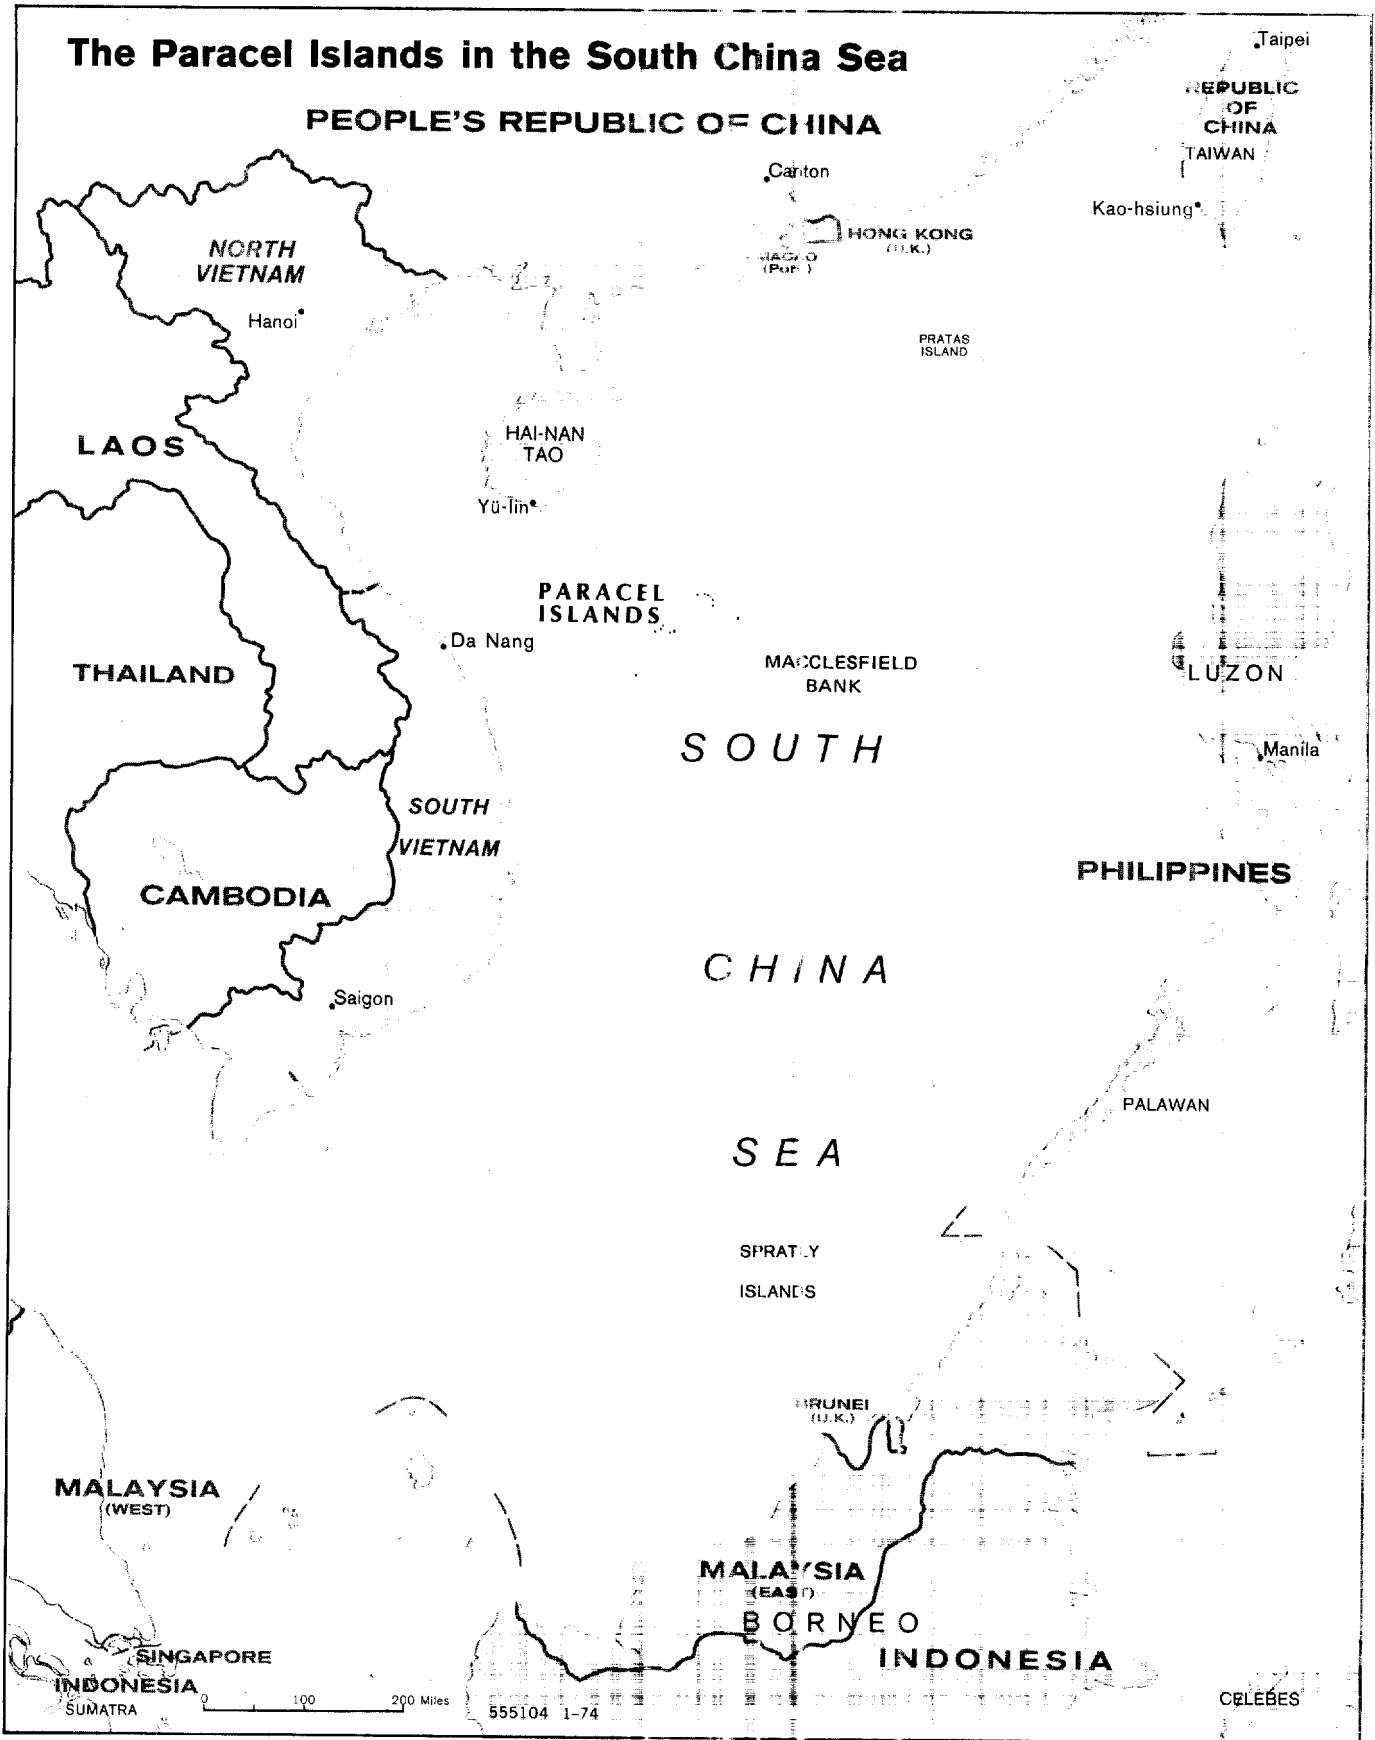 The Paracel Islands in the South China Sea
Taipei
PEOPLE'S REPUBLIC OF CHINA
REPUBLIC
OF
CHINA
TAIWAN
Canton
Kao-hsiung
HONG KONG
(U.K.)
MACAO
(Port.)
NORTH
VIETNAM
Hanoi
PRATAS
ISLAND
LAOS
HAI-NAN
TAO
Yü-lin
PARACEL
ISLANDS
Da Nang
MACCLESFIELD
BANK
THAILAND
LUZON
SOUTH
Manila
SOUTH
VIETNAM
PHILIPPINES
CAMBODIA
CHINA
Saigon
PALAWAN
SEA
SPRATLY
ISLANDS
BRUNEI
(U.K.)
MALAYSIA
(WEST)
MALAYSIA
(EAST)
BORNEO
INDONESIA
SINGAPORE
INDONESIA
SUMATRA
0 100 200 Miles
555104 1-74
CELEBES